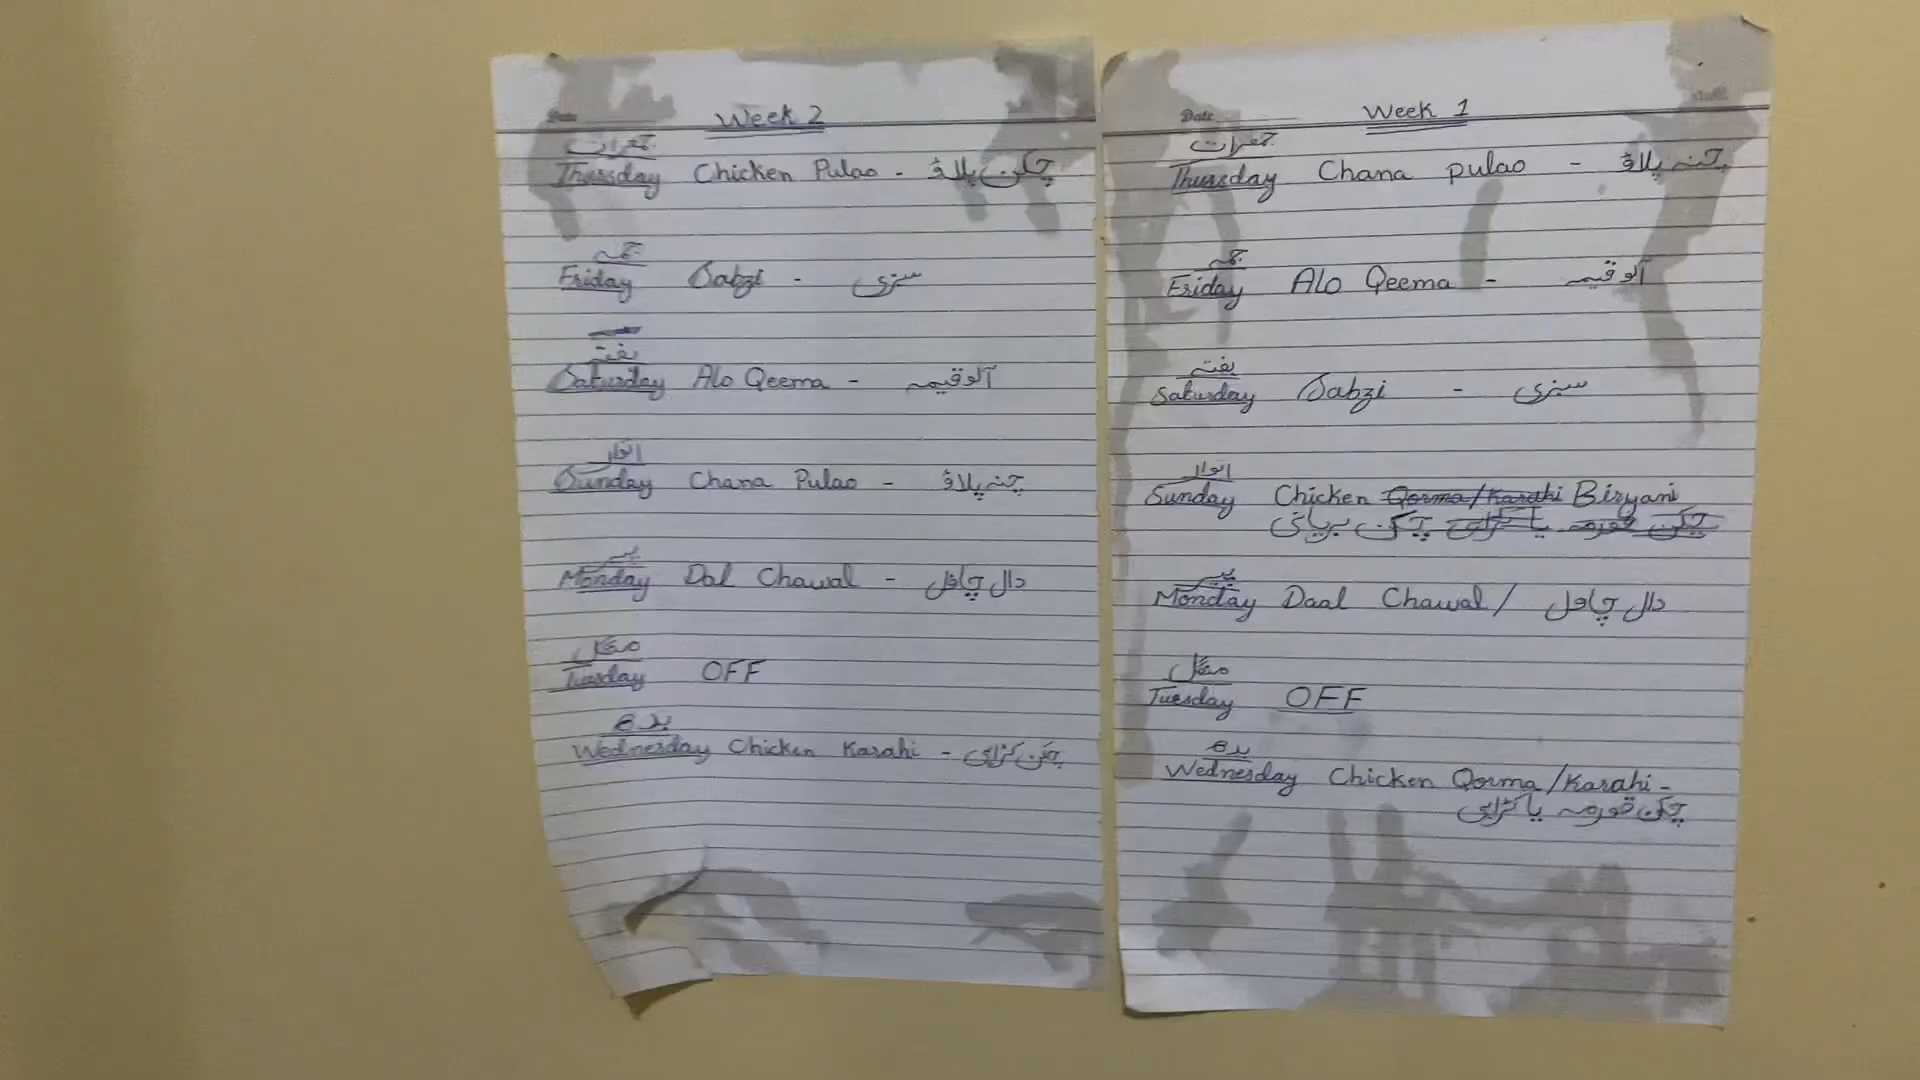 Week 2
Date
جمعرات
Thursday Chicken Pulao - چکن پلاؤ
جمعہ
Friday Sabzi - سبزی
ہفتہ
Saturday Alo Qeema - آلو قیمہ
اتوار
Sunday Chana Pulao - چنہ پلاؤ
پیر
Monday Dal Chawal - دال چاول
منگل
Tuesday OFF
بدھ
Wednesday Chicken Karahi - چکن کڑاہی
Week 1
Date
جمعرات
Thursday Chana pulao - چنہ پلاؤ
جمعہ
Friday Alo Qeema - آلو قیمہ
ہفتہ
Saturday Sabzi - سبزی
اتوار
Sunday Chicken Qorma/Karahi Biryani
چکن قورمہ یا کڑاہی چکن بریانی
پیر
Monday Daal Chawal / دال چاول
منگل
Tuesday OFF
بدھ
Wednesday Chicken Qorma/Karahi -
چکن قورمہ یا کڑاہی